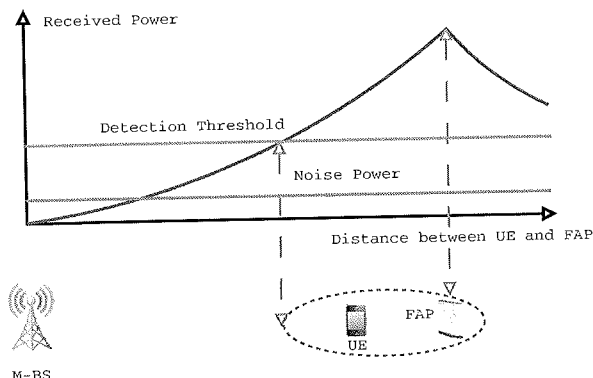 Received Power
Detection Threshold
Noise Power
Distance between UE and FAP
FAP
UE
M-BS